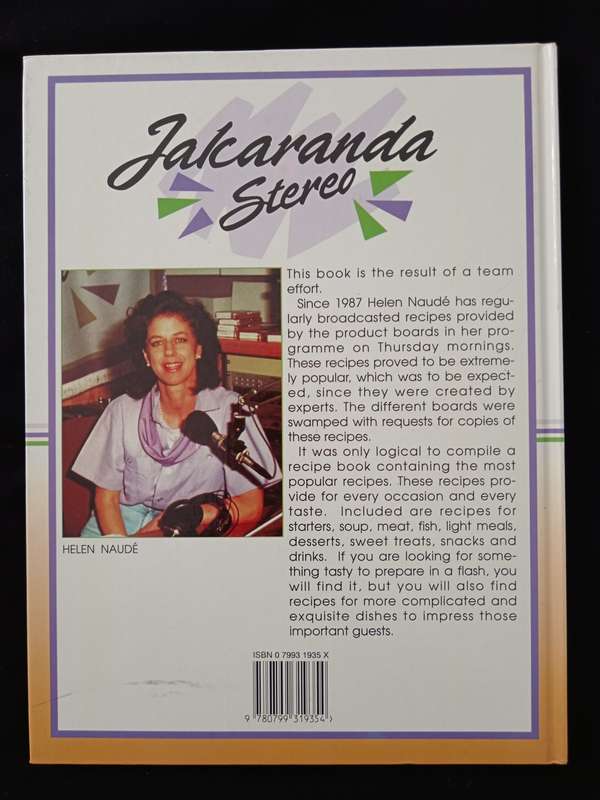 Jakaranda
Stereo
This book is the result of a team
effort.
Since 1987 Helen Naudé has regu-
larly broadcasted recipes provided
by the product boards in her pro-
gramme on Thursday mornings.
These recipes proved to be extreme-
ly popular, which was to be expect-
ed, since they were created by
experts. The different boards were
swamped with requests for copies of
these recipes.
It was only logical to compile a
recipe book containing the most
popular recipes. These recipes pro-
vide for every occasion and every
taste. Included are recipes for
starters, soup, meat, fish, light meals,
desserts, sweet treats, snacks and
drinks. If you are looking for some-
thing tasty to prepare in a flash, you
will find it, but you will also find
recipes for more complicated and
exquisite dishes to impress those
important guests.
HELEN NAUDÉ
ISBN 0 7993 1935 X
9 780799 319354